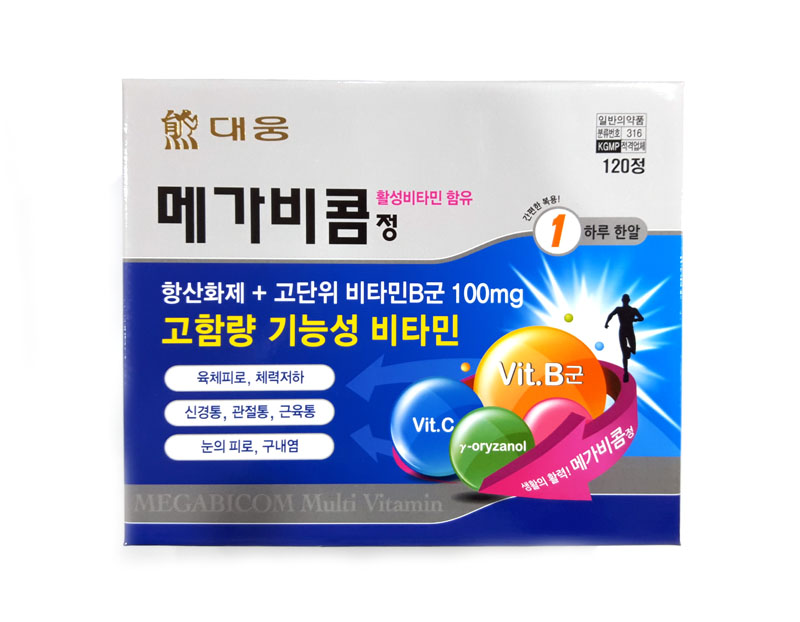 대웅
일반의약품
분류번호 316
KGMP 적격업체
120정
메가비콤정
활성비타민 함유
간편한 복용!
1 하루 한알
항산화제 + 고단위 비타민B군 100mg
고함량 기능성 비타민
육체피로, 체력저하
신경통, 관절통, 근육통
눈의 피로, 구내염
Vit.B군
Vit.C
γ-oryzanol
생활의 활력! 메가비콤정
MEGABICOM Multi Vitamin